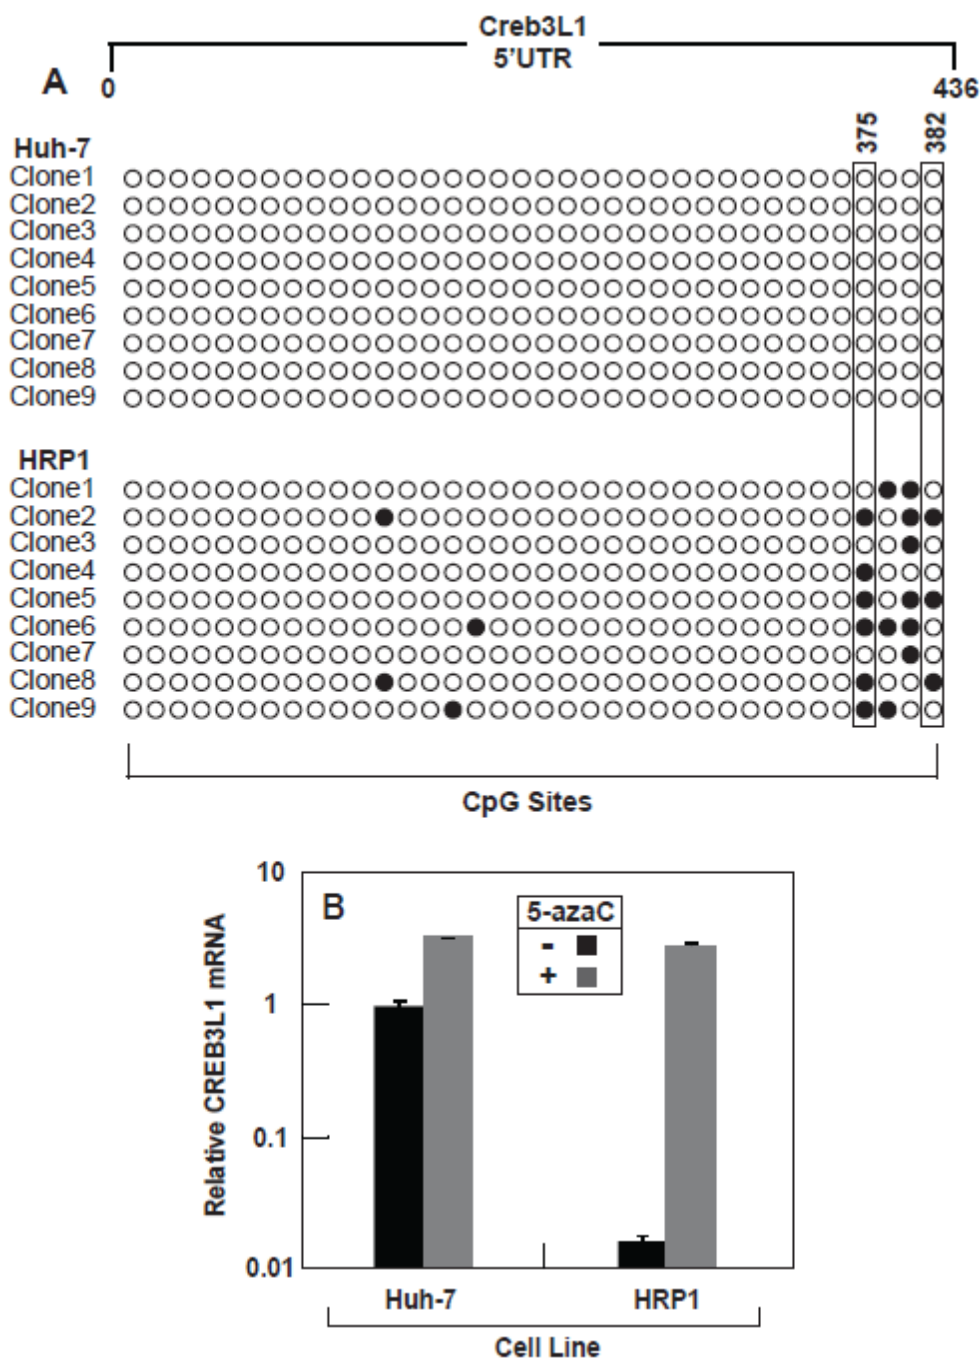 Creb3L1
5'UTR
A
0
436
375
382
Huh-7
Clone1
Clone2
Clone3
Clone4
Clone5
Clone6
Clone7
Clone8
Clone9
HRP1
Clone1
Clone2
Clone3
Clone4
Clone5
Clone6
Clone7
Clone8
Clone9
CpG Sites
B
Relative CREB3L1 mRNA
10
1
0.1
0.01
5-azaC
-
+
Huh-7
HRP1
Cell Line